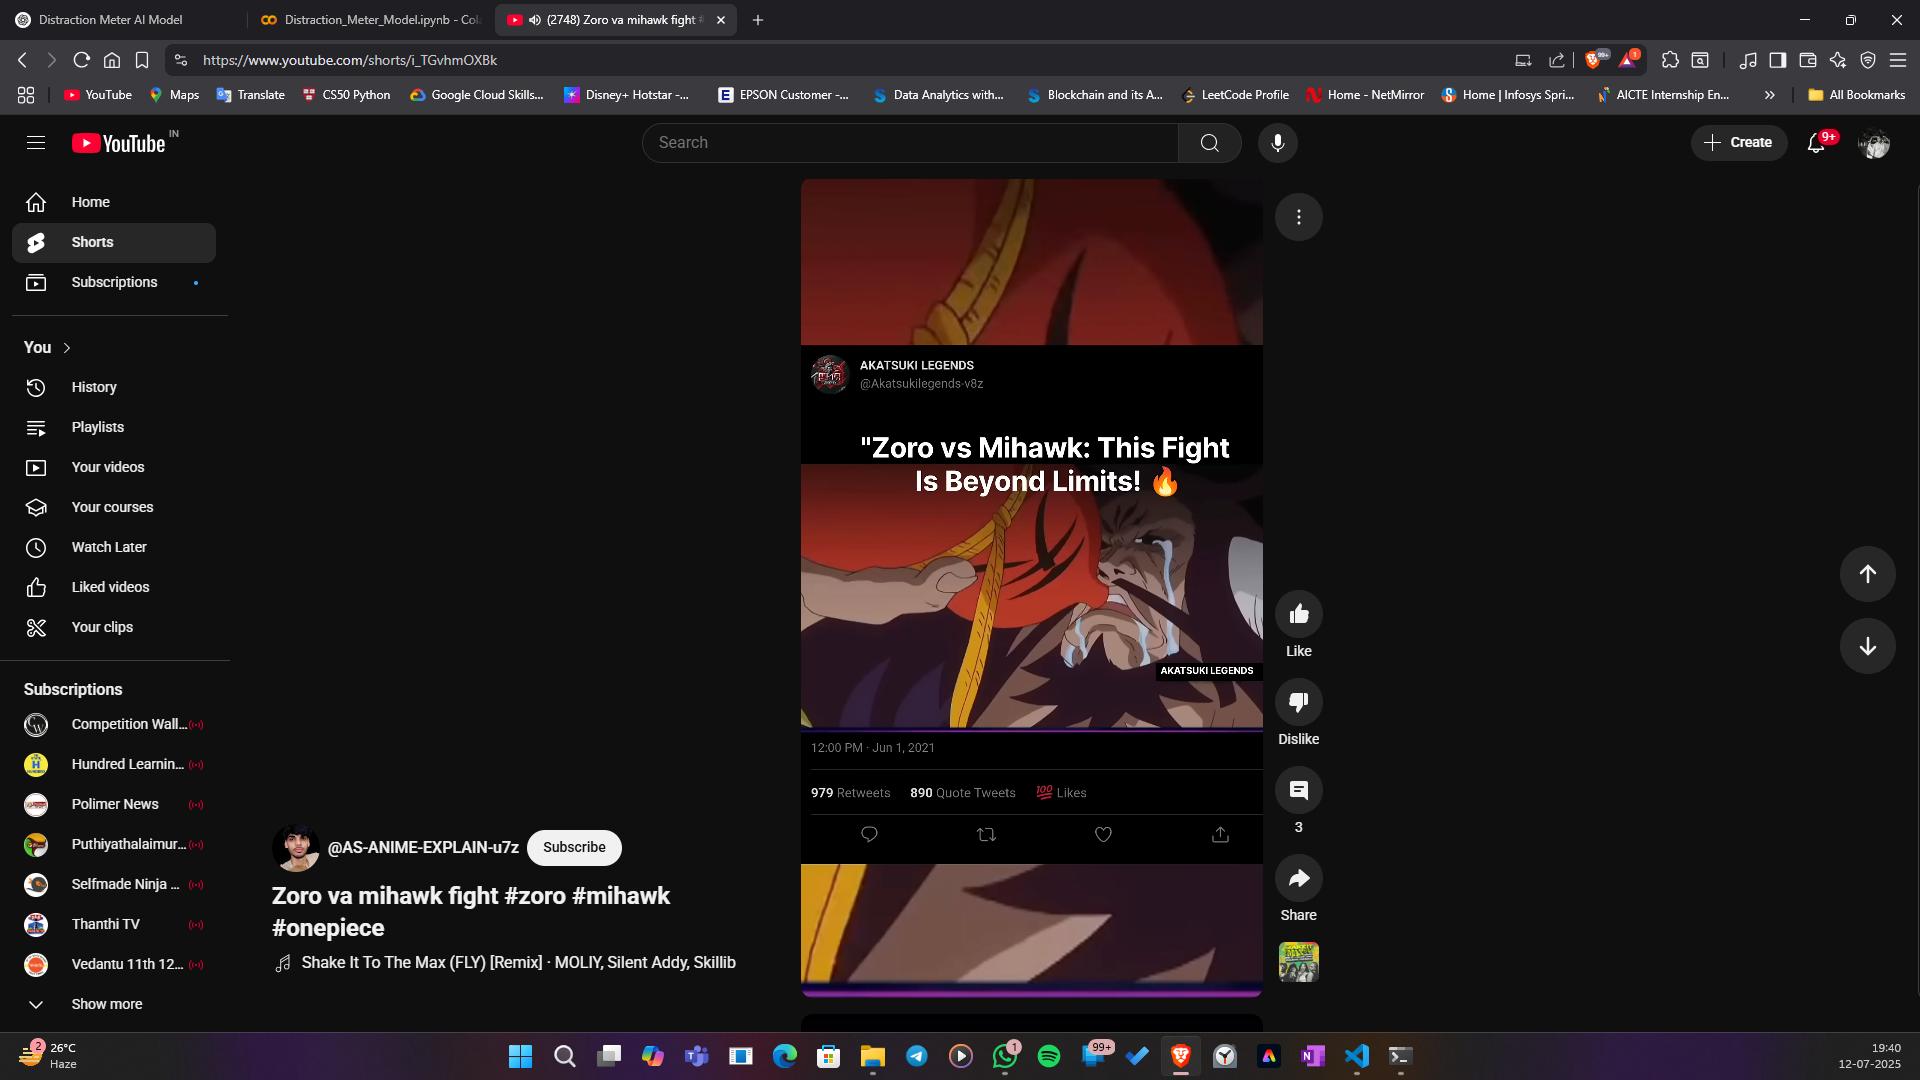 Distraction Meter AI Model
Distraction_Meter_Model.ipynb - Col
(2748) Zoro va mihawk fight #
https://www.youtube.com/shorts/i_TGvhmOXBk
99+
1
YouTube
Maps
Translate
CS50 Python
Google Cloud Skills...
Disney+ Hotstar -...
EPSON Customer -...
Data Analytics with...
Blockchain and its A...
LeetCode Profile
Home - NetMirror
Home | Infosys Spri...
AICTE Internship En...
All Bookmarks
YouTube IN
Search
Create
9+
Home
Shorts
Subscriptions
You
History
Playlists
Your videos
Your courses
Watch Later
Liked videos
Your clips
Subscriptions
Competition Wall...
Hundred Learnin...
Polimer News
Puthiyathalaimur...
Selfmade Ninja ...
Thanthi TV
Vedantu 11th 12...
Show more
AKATSUKI LEGENDS
@Akatsukilegends-v8z
"Zoro vs Mihawk: This Fight
Is Beyond Limits! 🔥
AKATSUKI LEGENDS
12:00 PM · Jun 1, 2021
979 Retweets 890 Quote Tweets 💯 Likes
Like
Dislike
3
Share
@AS-ANIME-EXPLAIN-u7z
Subscribe
Zoro va mihawk fight #zoro #mihawk
#onepiece
Shake It To The Max (FLY) [Remix] · MOLIY, Silent Addy, Skillib
2
26°C
Haze
1
99+
19:40
12-07-2025